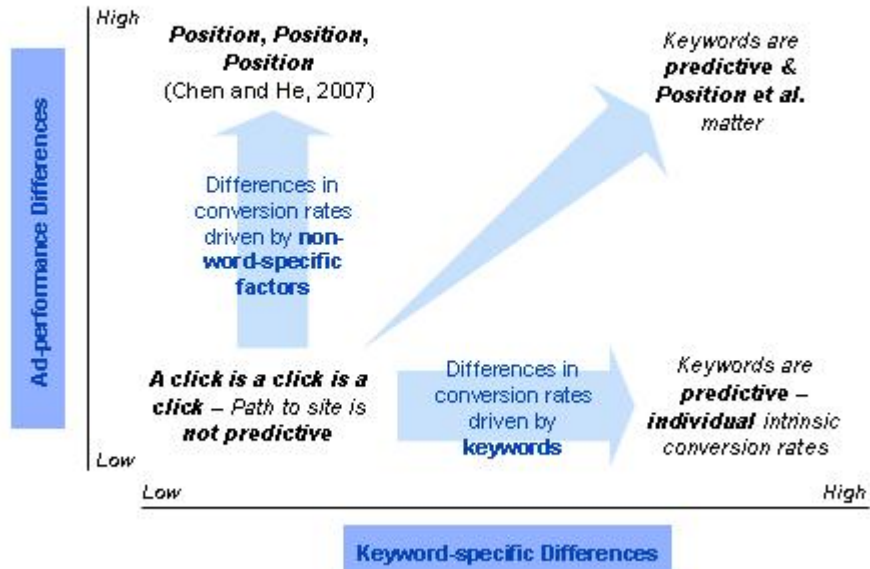 High
Position, Position,
Position
(Chen and He, 2007)
Keywords are
predictive &
Position et al.
matter
Ad-performance Differences
Differences in
conversion rates
driven by non-
word-specific
factors
A click is a click is a
click – Path to site is
not predictive
Differences in
conversion rates
driven by
keywords
Keywords are
predictive –
individual intrinsic
conversion rates
Low
Low
High
Keyword-specific Differences